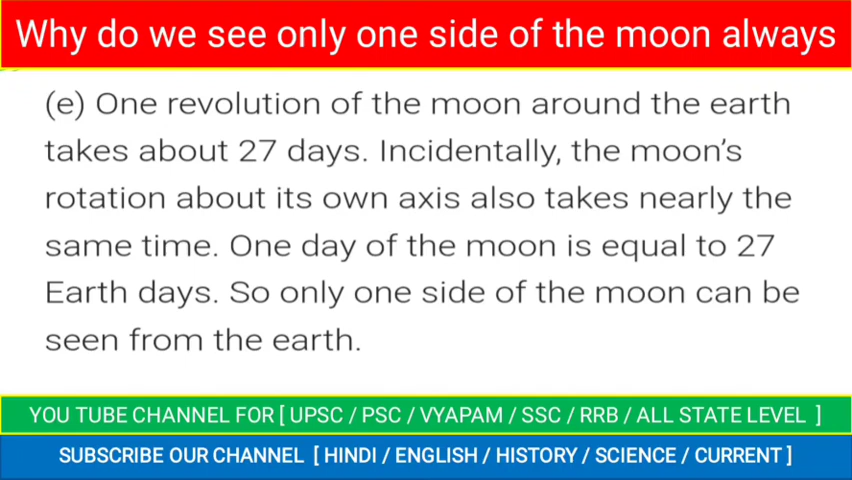 Why do we see only one side of the moon always
(e) One revolution of the moon around the earth
takes about 27 days. Incidentally, the moon's
rotation about its own axis also takes nearly the
same time. One day of the moon is equal to 27
Earth days. So only one side of the moon can be
seen from the earth.
YOU TUBE CHANNEL FOR [ UPSC / PSC / VYAPAM / SSC / RRB / ALL STATE LEVEL ]
SUBSCRIBE OUR CHANNEL [ HINDI / ENGLISH / HISTORY / SCIENCE / CURRENT ]